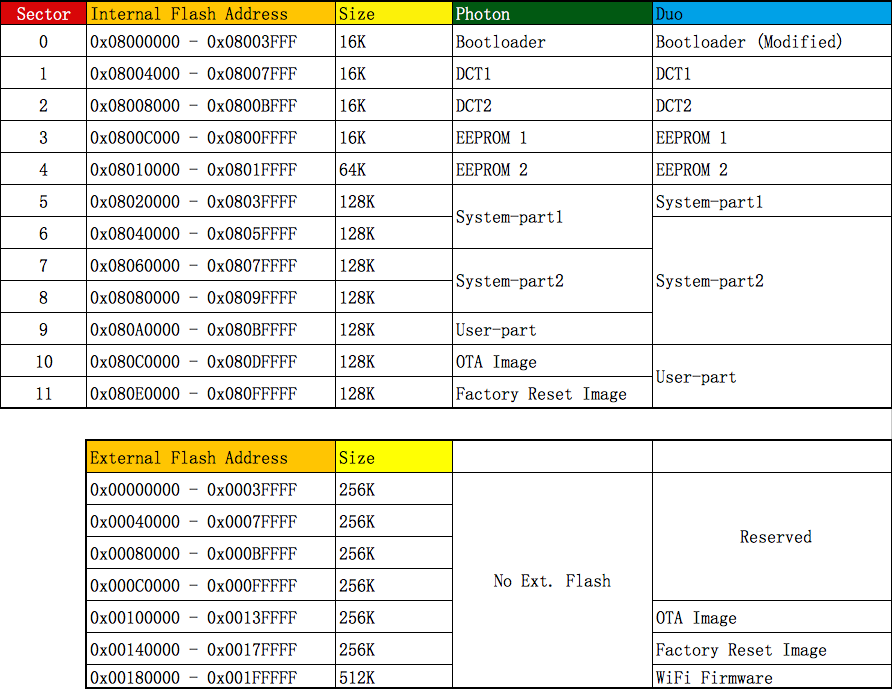 Sector Internal Flash Address Size Photon Duo
0 0x08000000 - 0x08003FFF 16K Bootloader Bootloader (Modified)
1 0x08004000 - 0x08007FFF 16K DCT1 DCT1
2 0x08008000 - 0x0800BFFF 16K DCT2 DCT2
3 0x0800C000 - 0x0800FFFF 16K EEPROM 1 EEPROM 1
4 0x08010000 - 0x0801FFFF 64K EEPROM 2 EEPROM 2
5 0x08020000 - 0x0803FFFF 128K System-part1
System-part1
6 0x08040000 - 0x0805FFFF 128K
7 0x08060000 - 0x0807FFFF 128K
System-part2 System-part2
8 0x08080000 - 0x0809FFFF 128K
9 0x080A0000 - 0x080BFFFF 128K User-part
10 0x080C0000 - 0x080DFFFF 128K OTA Image
User-part
11 0x080E0000 - 0x080FFFFF 128K Factory Reset Image
External Flash Address Size
0x00000000 - 0x0003FFFF 256K
0x00040000 - 0x0007FFFF 256K
Reserved
0x00080000 - 0x000BFFFF 256K
No Ext. Flash
0x000C0000 - 0x000FFFFF 256K
0x00100000 - 0x0013FFFF 256K OTA Image
0x00140000 - 0x0017FFFF 256K Factory Reset Image
0x00180000 - 0x001FFFFF 512K WiFi Firmware